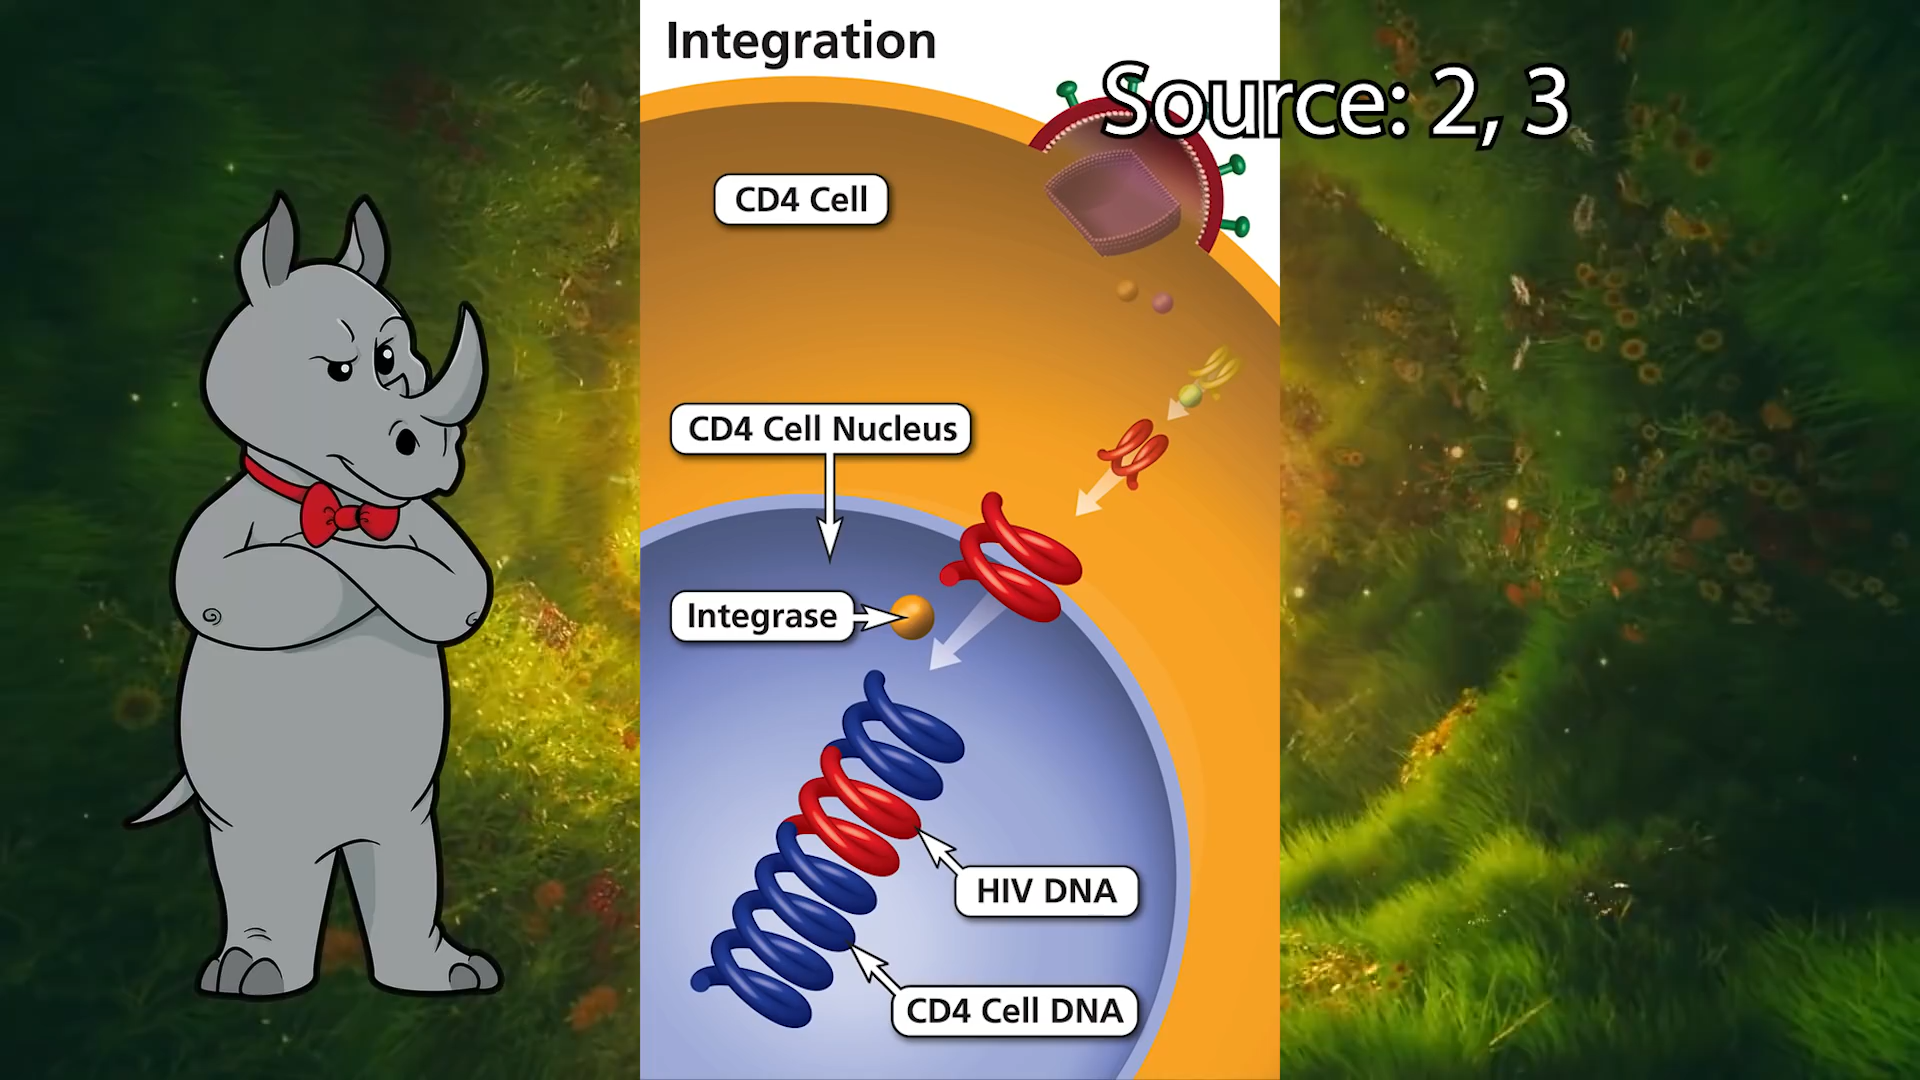 Integration
Source: 2, 3
CD4 Cell
CD4 Cell Nucleus
Integrase
HIV DNA
CD4 Cell DNA